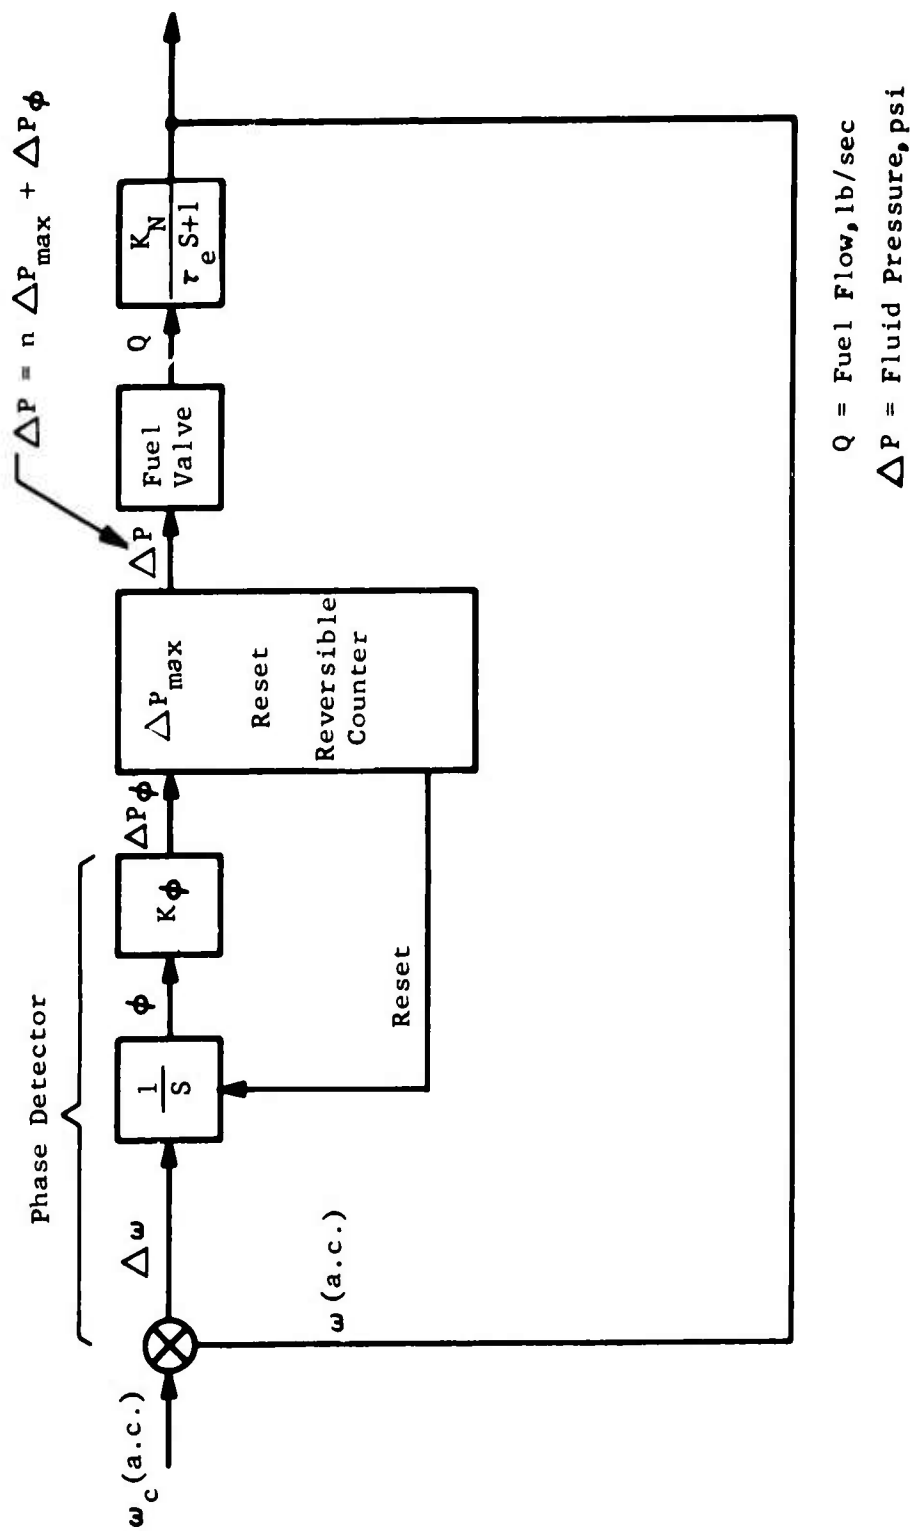 Phase Detector
ω_c(a.c.)
Δω
1
S
ϕ
Kϕ
ΔPϕ
ΔP_max
Reset
Reversible
Counter
ΔP
ΔP = n ΔP_max + ΔPϕ
Fuel
Valve
Q
K_N
τ_e S+1
Reset
ω(a.c.)
Q = Fuel Flow,lb/sec
ΔP = Fluid Pressure,psi